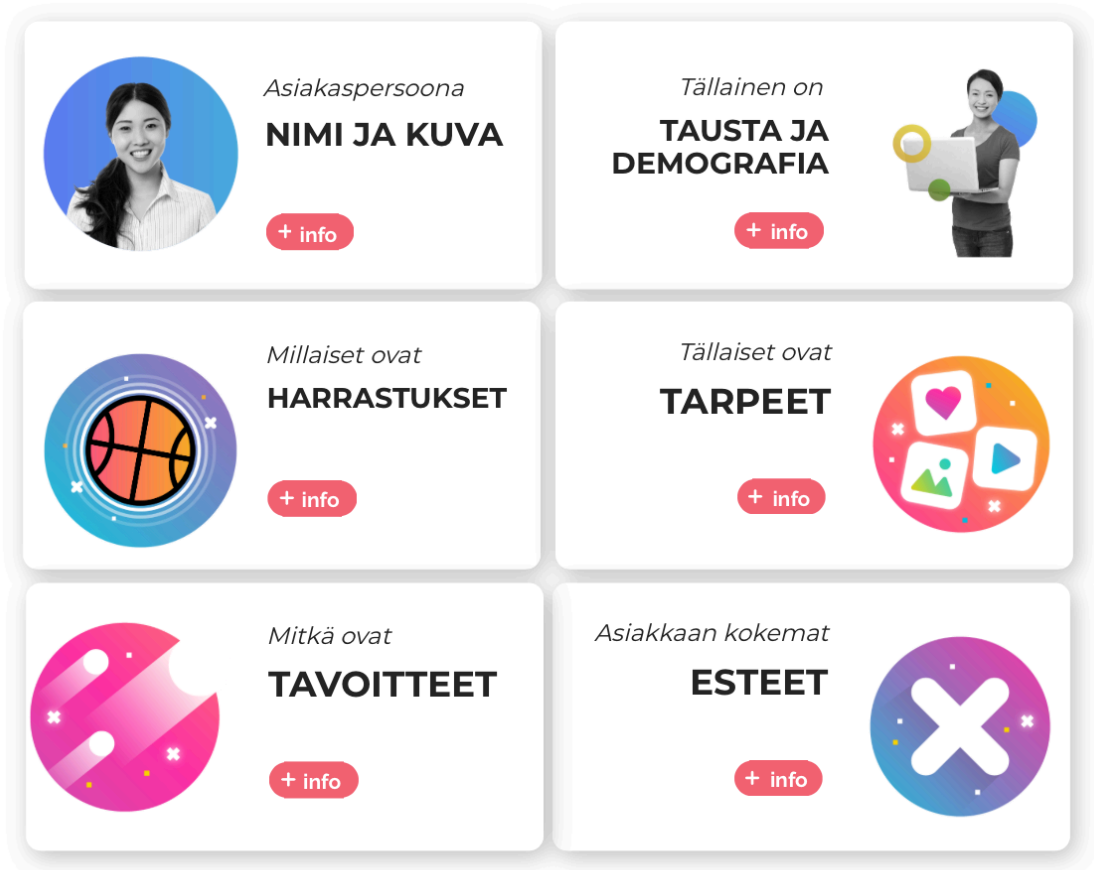 Asiakaspersoona
NIMI JA KUVA
+ info
Tällainen on
TAUSTA JA
DEMOGRAFIA
+ info
Millaiset ovat
HARRASTUKSET
+ info
Tällaiset ovat
TARPEET
+ info
Mitkä ovat
TAVOITTEET
+ info
Asiakkaan kokemat
ESTEET
+ info